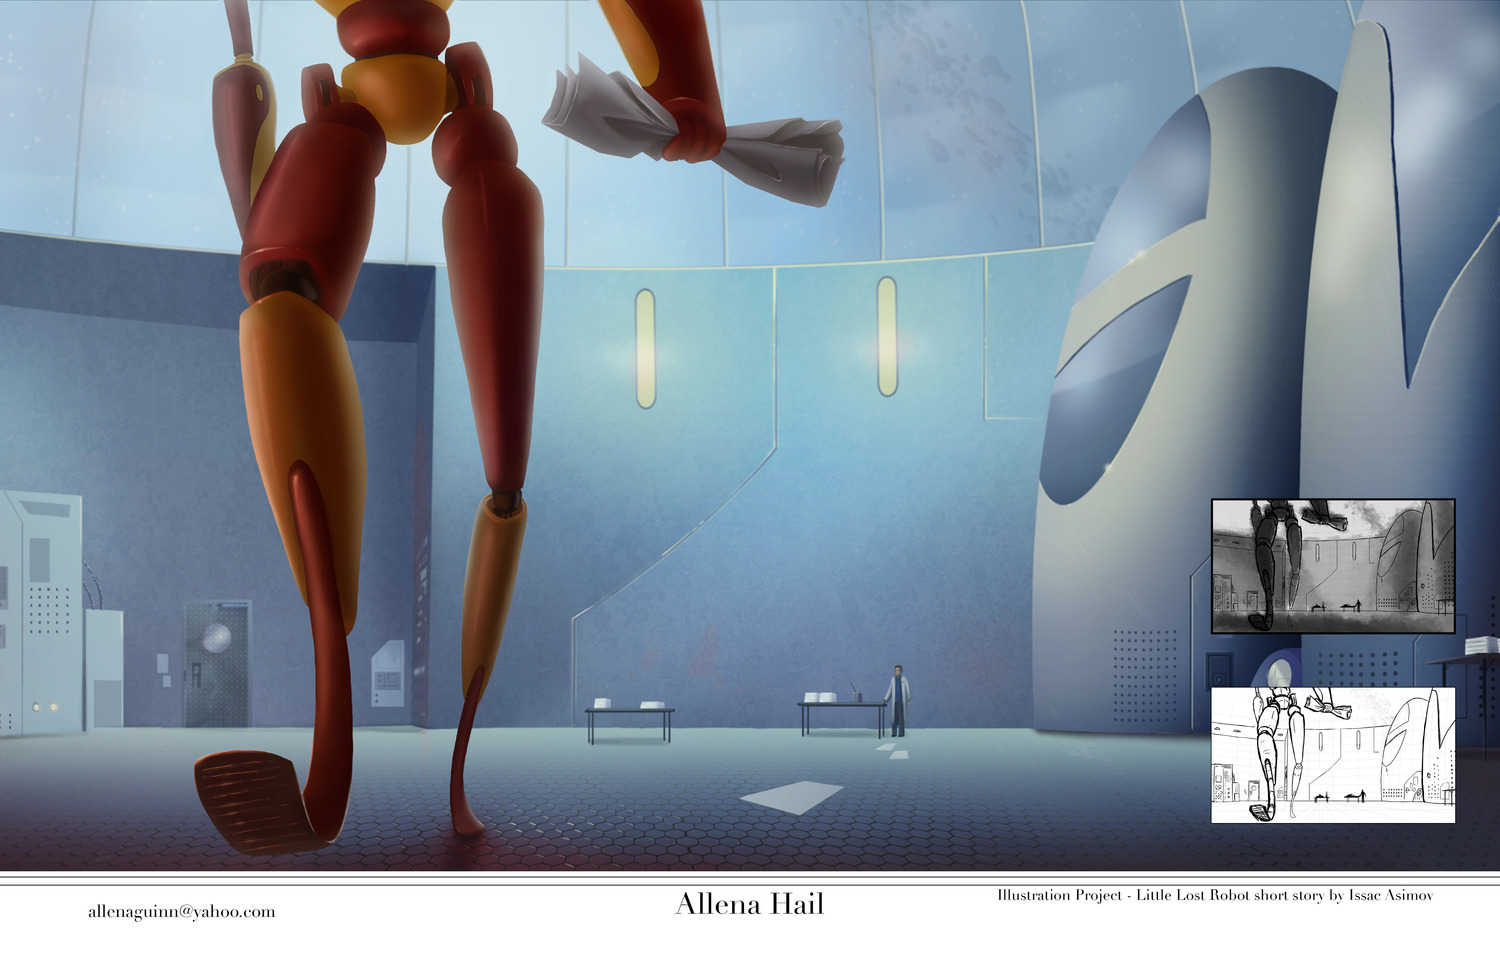 allenaguinn@yahoo.com
Allena Hail
Illustration Project - Little Lost Robot short story by Issac Asimov